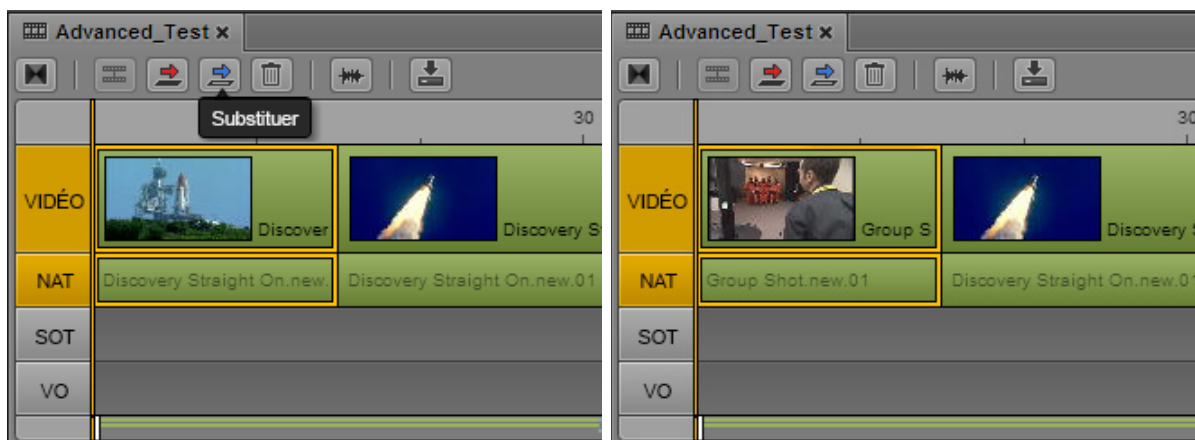 Advanced_Test ×
Substituer
30
VIDÉO
Discover
Discovery S
NAT
Discovery Straight On.new.
Discovery Straight On.new.01
SOT
VO
Advanced_Test ×
30
VIDÉO
Group S
Discovery S
NAT
Group Shot.new.01
Discovery Straight On.new.01
SOT
VO